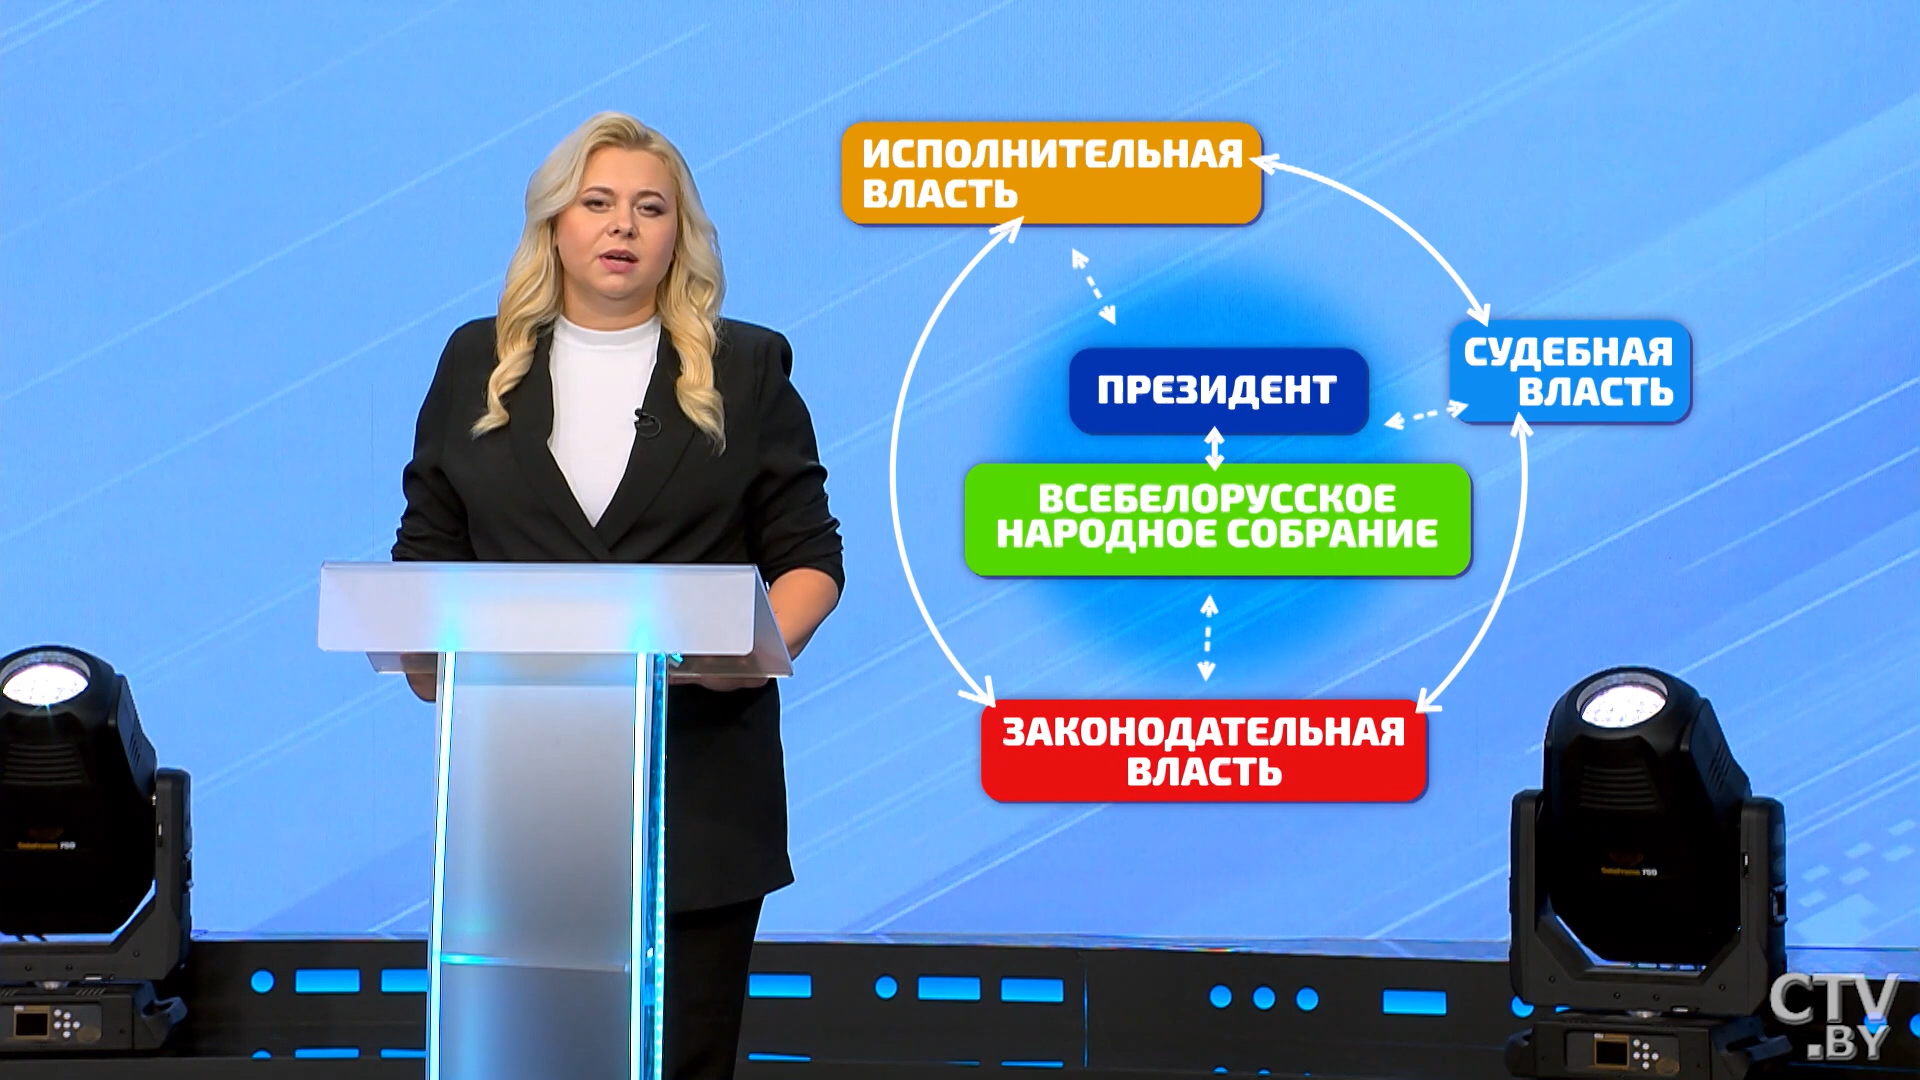 ИСПОЛНИТЕЛЬНАЯ
ВЛАСТЬ
СУДЕБНАЯ
ВЛАСТЬ
ПРЕЗИДЕНТ
ВСЕБЕЛОРУССКОЕ
НАРОДНОЕ СОБРАНИЕ
ЗАКОНОДАТЕЛЬНАЯ
ВЛАСТЬ
CTV
.BY